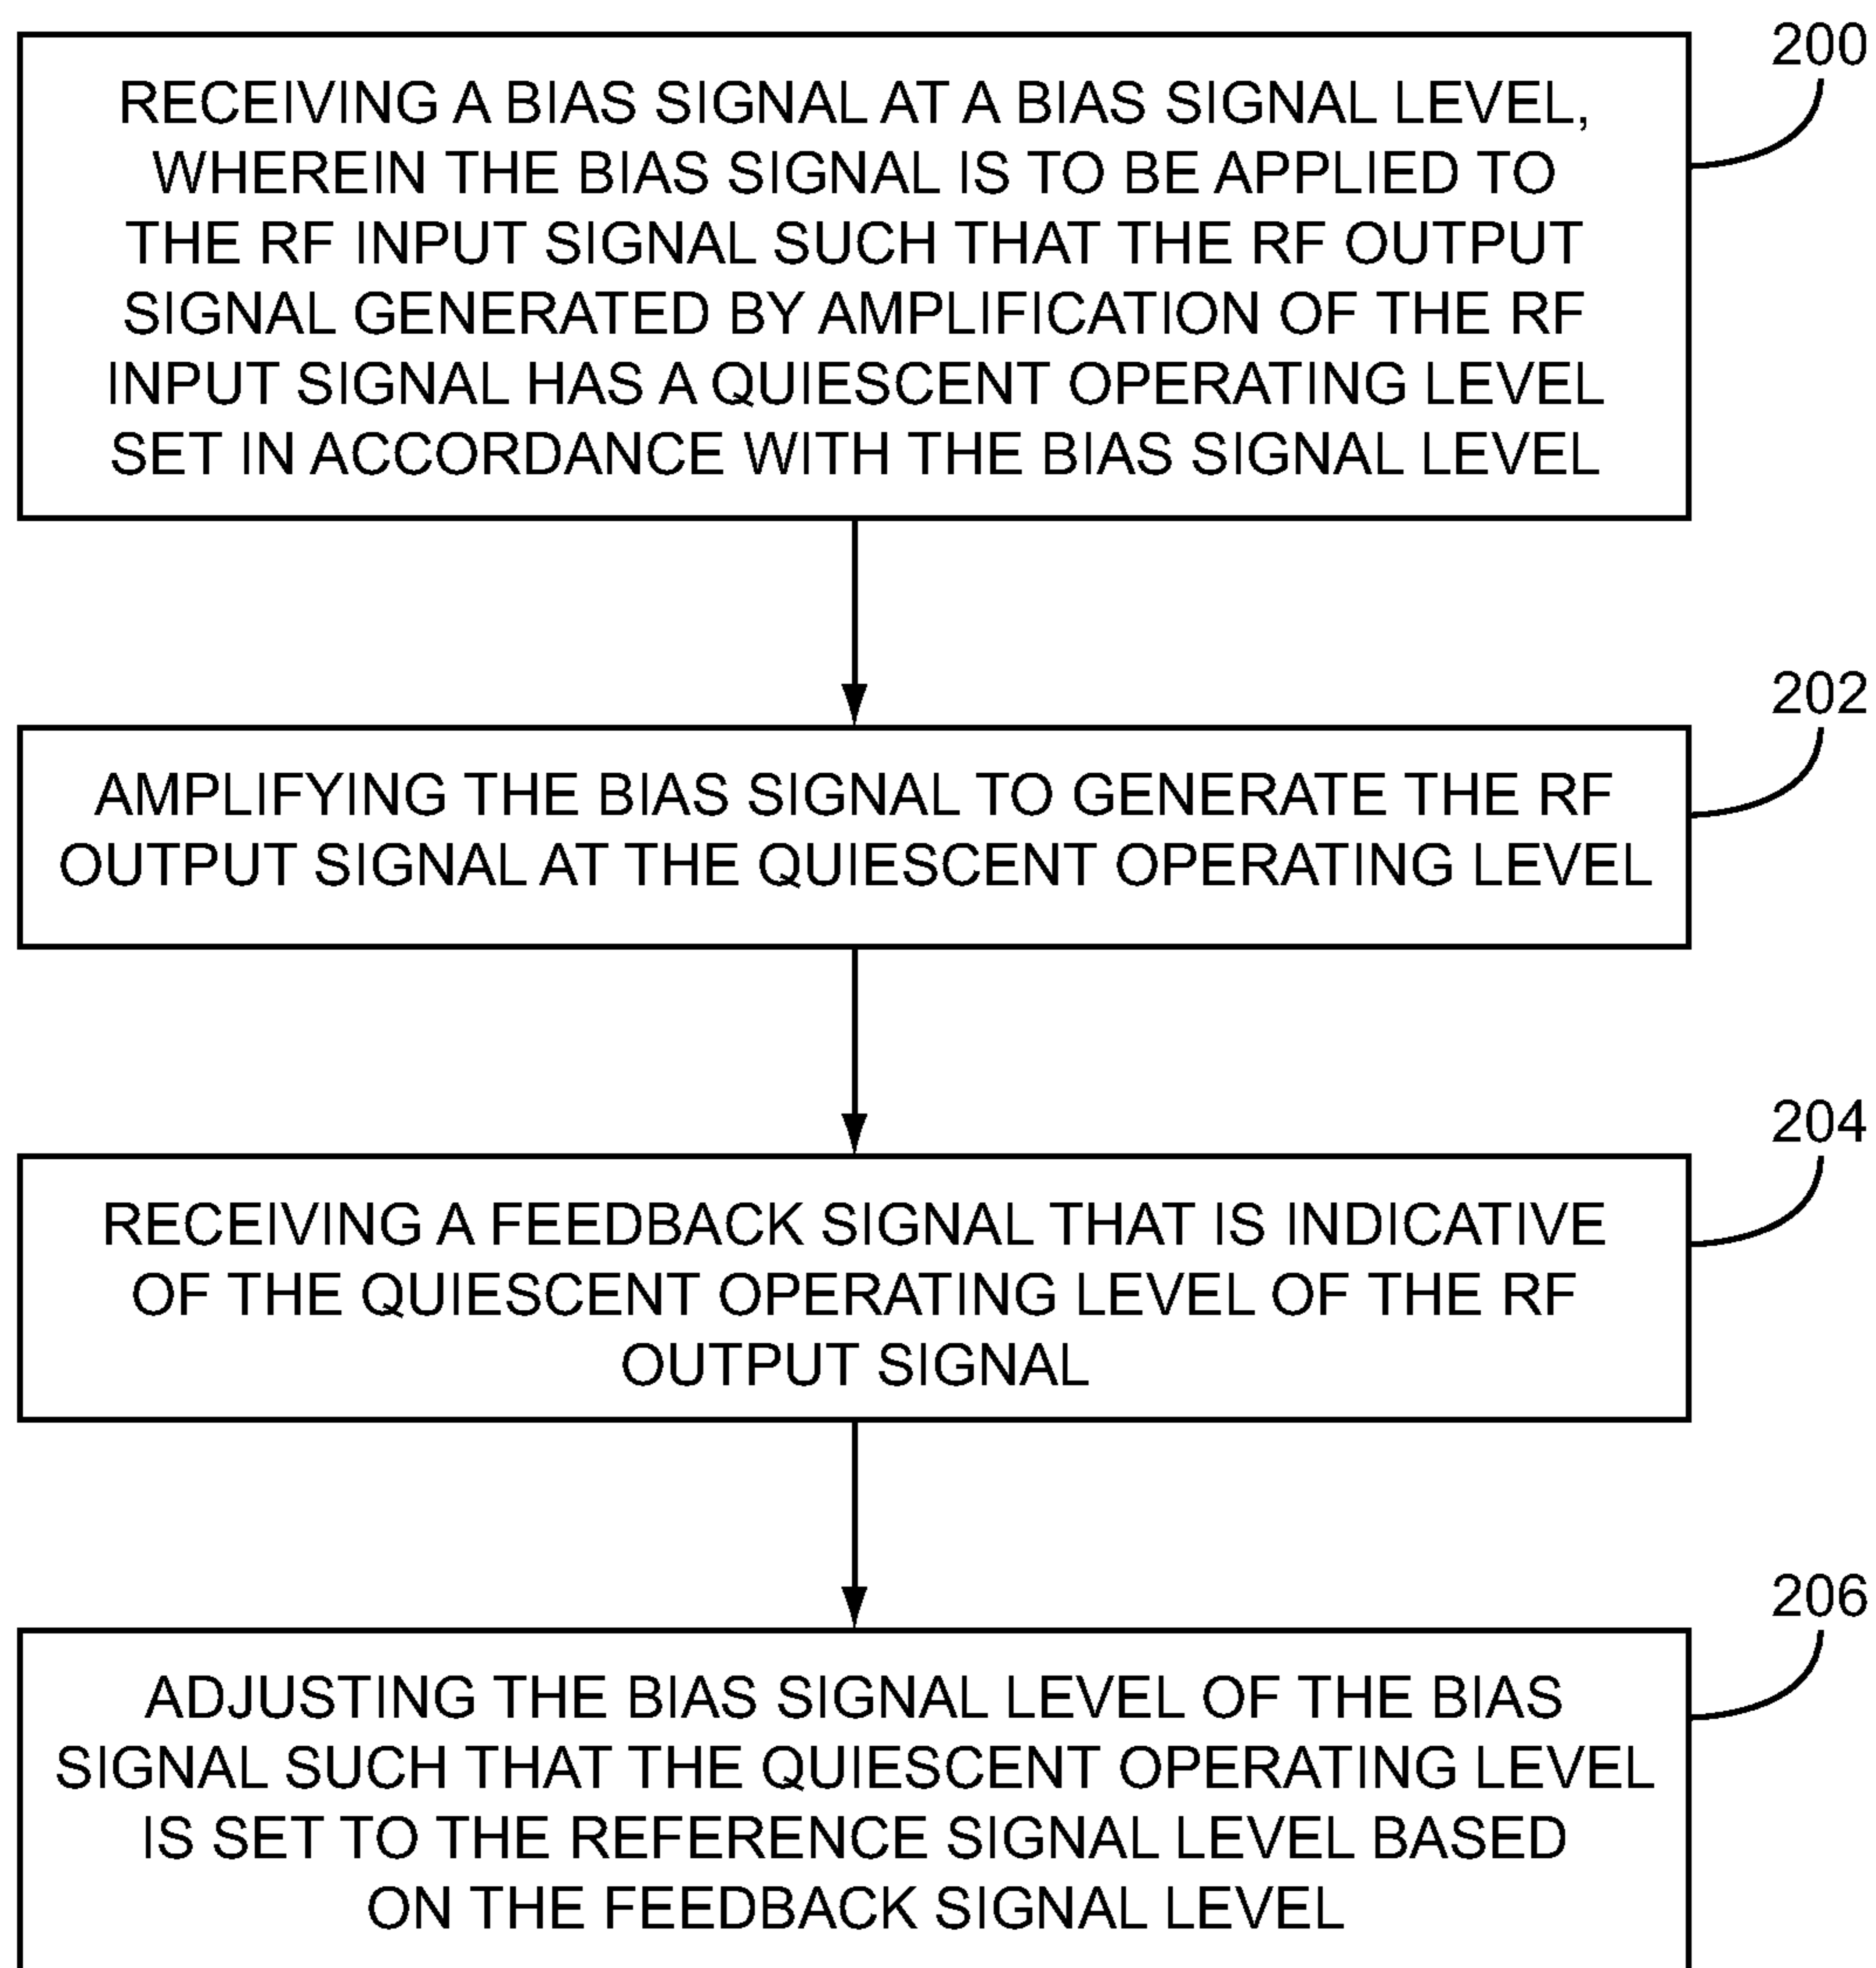 200
RECEIVING A BIAS SIGNAL AT A BIAS SIGNAL LEVEL,
WHEREIN THE BIAS SIGNAL IS TO BE APPLIED TO
THE RF INPUT SIGNAL SUCH THAT THE RF OUTPUT
SIGNAL GENERATED BY AMPLIFICATION OF THE RF
INPUT SIGNAL HAS A QUIESCENT OPERATING LEVEL
SET IN ACCORDANCE WITH THE BIAS SIGNAL LEVEL
202
AMPLIFYING THE BIAS SIGNAL TO GENERATE THE RF
OUTPUT SIGNAL AT THE QUIESCENT OPERATING LEVEL
204
RECEIVING A FEEDBACK SIGNAL THAT IS INDICATIVE
OF THE QUIESCENT OPERATING LEVEL OF THE RF
OUTPUT SIGNAL
206
ADJUSTING THE BIAS SIGNAL LEVEL OF THE BIAS
SIGNAL SUCH THAT THE QUIESCENT OPERATING LEVEL
IS SET TO THE REFERENCE SIGNAL LEVEL BASED
ON THE FEEDBACK SIGNAL LEVEL